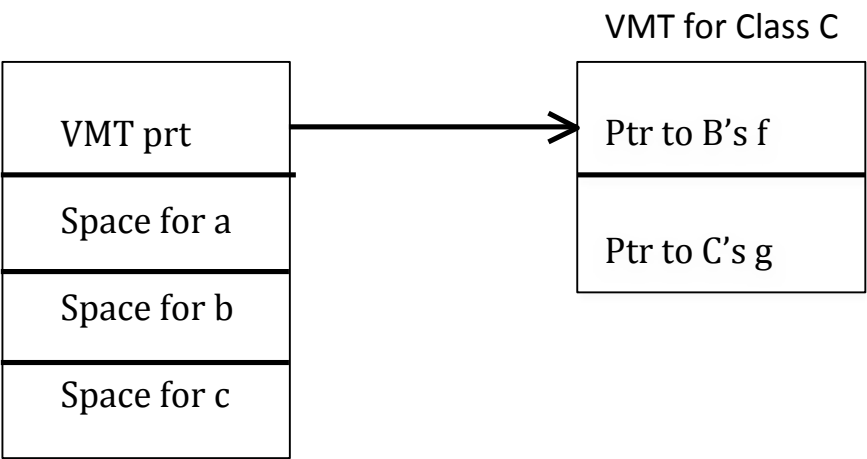 VMT for Class C
VMT prt
Ptr to B’s f
Space for a
Ptr to C’s g
Space for b
Space for c